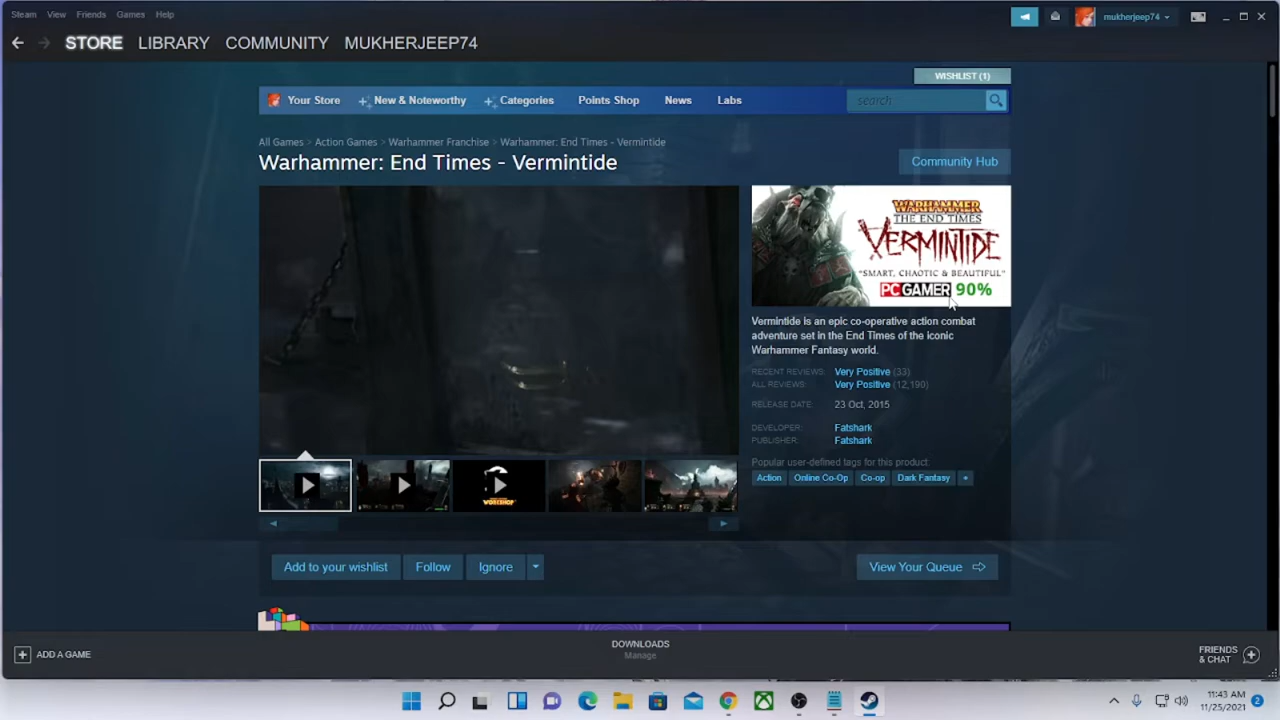 Steam View Friends Games Help
mukherjeep74
STORE LIBRARY COMMUNITY MUKHERJEEP74
WISHLIST (1)
Your Store New & Noteworthy Categories Points Shop News Labs
search
All Games > Action Games > Warhammer Franchise > Warhammer: End Times - Vermintide
Warhammer: End Times - Vermintide
Community Hub
WARHAMMER
THE END TIMES
VERMINTIDE
"SMART, CHAOTIC & BEAUTIFUL"
PC GAMER 90%
Vermintide is an epic co-operative action combat
adventure set in the End Times of the iconic
Warhammer Fantasy world.
RECENT REVIEWS: Very Positive (33)
ALL REVIEWS: Very Positive (12,190)
RELEASE DATE: 23 Oct, 2015
DEVELOPER: Fatshark
PUBLISHER: Fatshark
Popular user-defined tags for this product:
Action Online Co-Op Co-op Dark Fantasy +
WORKSHOP
Add to your wishlist Follow Ignore View Your Queue
ADD A GAME
DOWNLOADS
Manage
FRIENDS
& CHAT
11:43 AM
11/25/2021
2